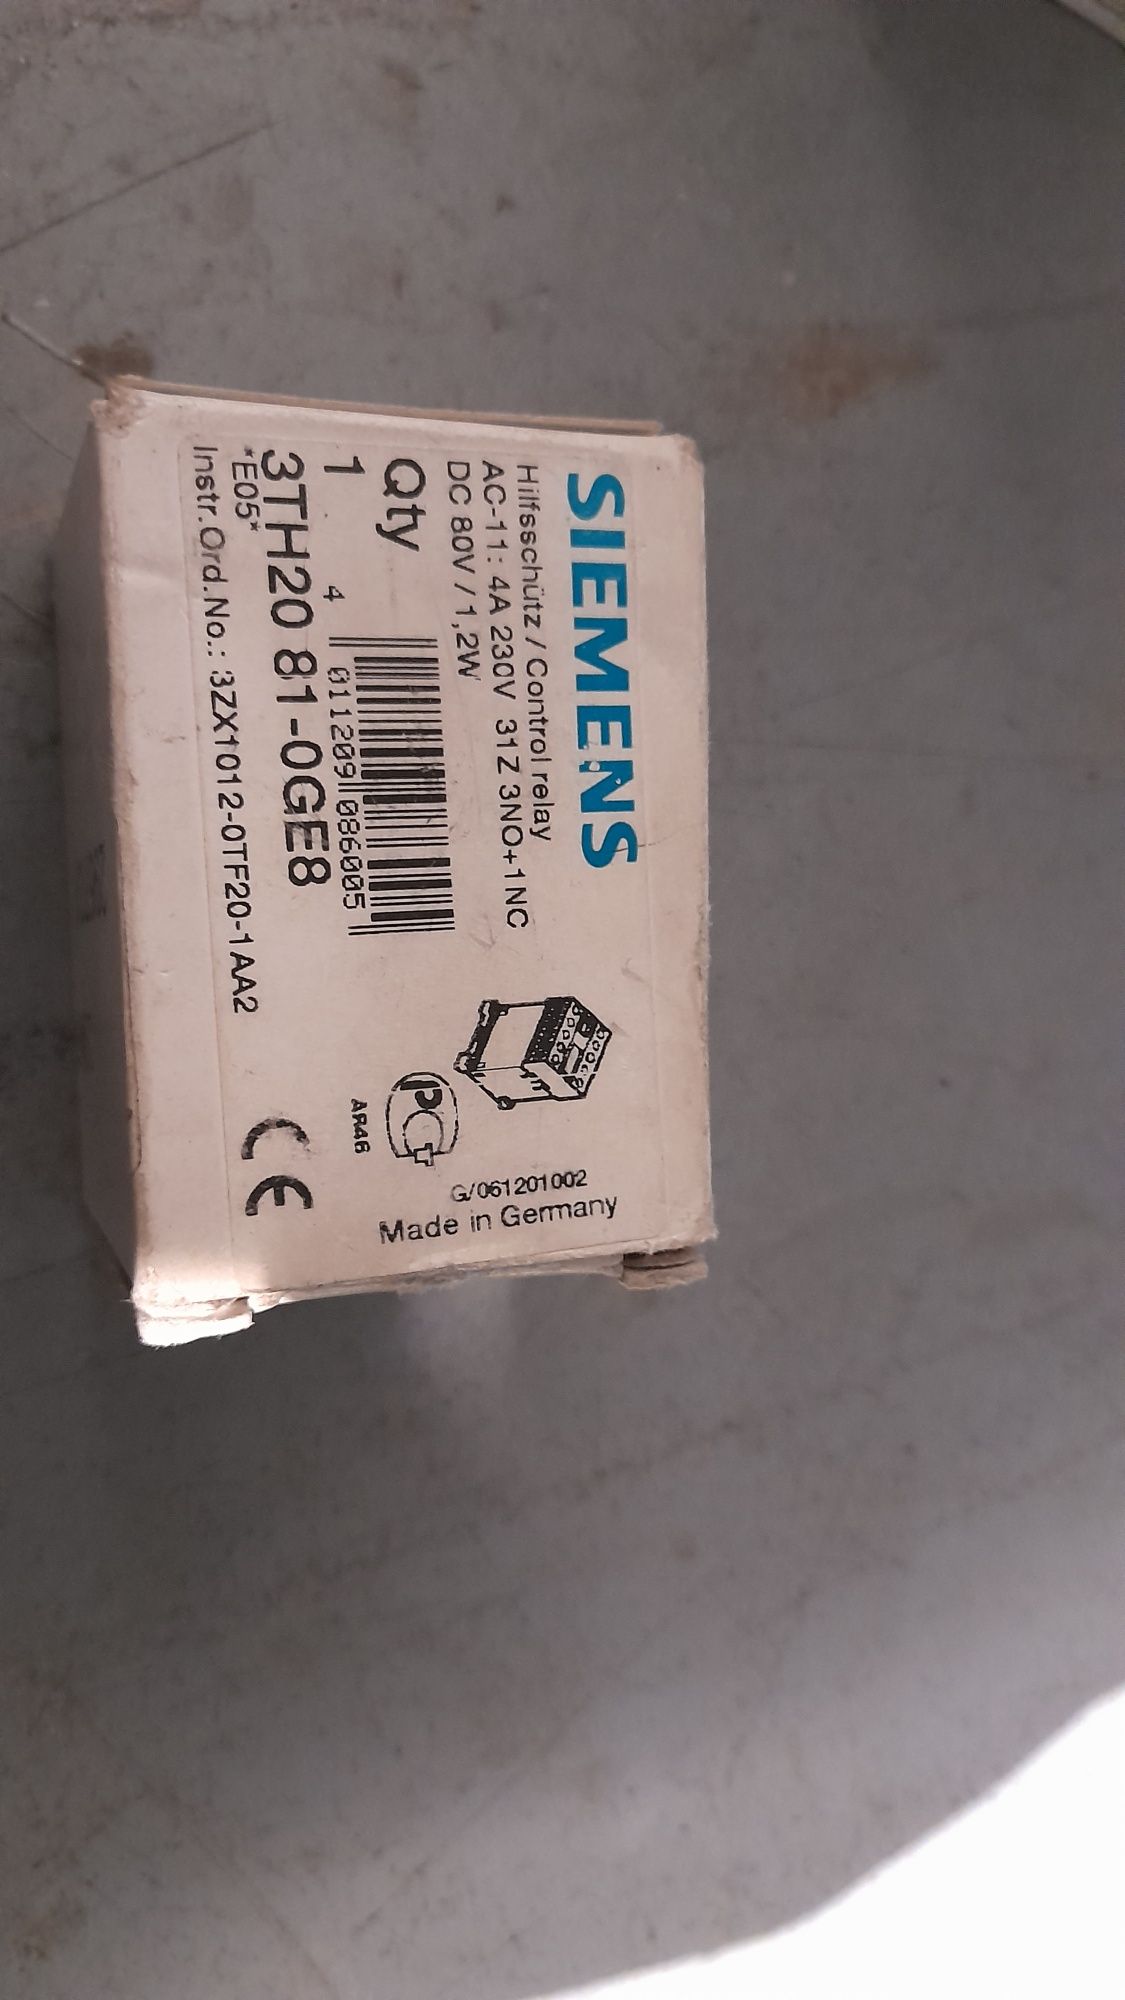 SIEMENS
Hilfsschütz / Control relay
AC-11: 4A 230V 31Z 3NO+1NC
DC 80V / 1,2W
Qty
1
4 011209 086005
3TH20 81-0GE8
*E05*
Instr.Ord.No.: 3ZX1012-0TF20-1AA2
G/061201002
Made in Germany
AR46
CE